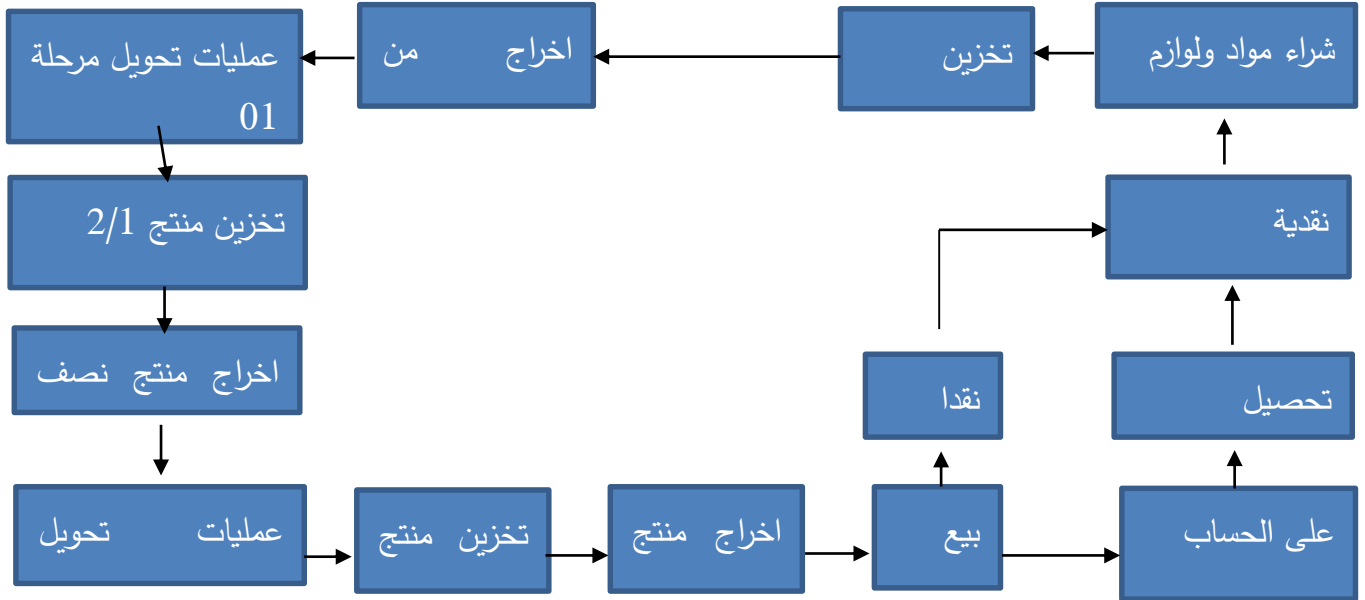 شراء مواد ولوازم
تخزين
اخراج من
عمليات تحويل مرحلة
01
نقدية
تخزين منتج 2/1
اخراج منتج نصف
نقدا
تحصيل
عمليات تحويل
تخزين منتج
اخراج منتج
بيع
على الحساب